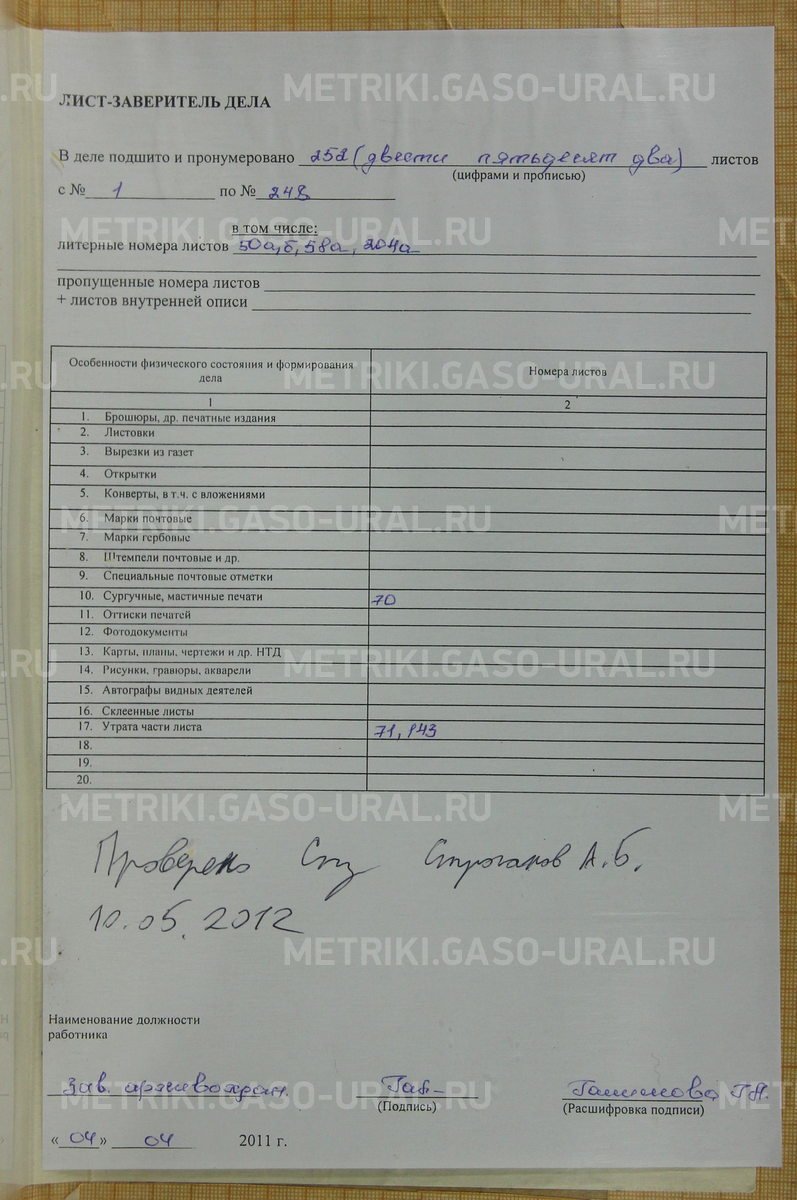 ЛИСТ-ЗАВЕРИТЕЛЬ ДЕЛА
В деле подшито и пронумеровано 252 (двести пятьдесят два) листов
(цифрами и прописью)
с № 1 по № 248
в том числе:
литерные номера листов 50а,б, 58а, 204а
пропущенные номера листов
+ листов внутренней описи
Особенности физического состояния и формирования дела Номера листов
1 2
1. Брошюры, др. печатные издания
2. Листовки
3. Вырезки из газет
4. Открытки
5. Конверты, в т.ч. с вложениями
6. Марки почтовые
7. Марки гербовые
8. Штемпели почтовые и др.
9. Специальные почтовые отметки
10. Сургучные, мастичные печати 70
11. Оттиски печатей
12. Фотодокументы
13. Карты, планы, чертежи и др. НТД
14. Рисунки, гравюры, акварели
15. Автографы видных деятелей
16. Склеенные листы
17. Утрата части листа 71, 143
18.
19.
20.
Проверено Строганов А.Б.
10.05.2012
Наименование должности
работника
Зав. архивохран.
(Подпись) (Расшифровка подписи)
«04» 04 2011 г.
METRIKI.GASO-URAL.RU